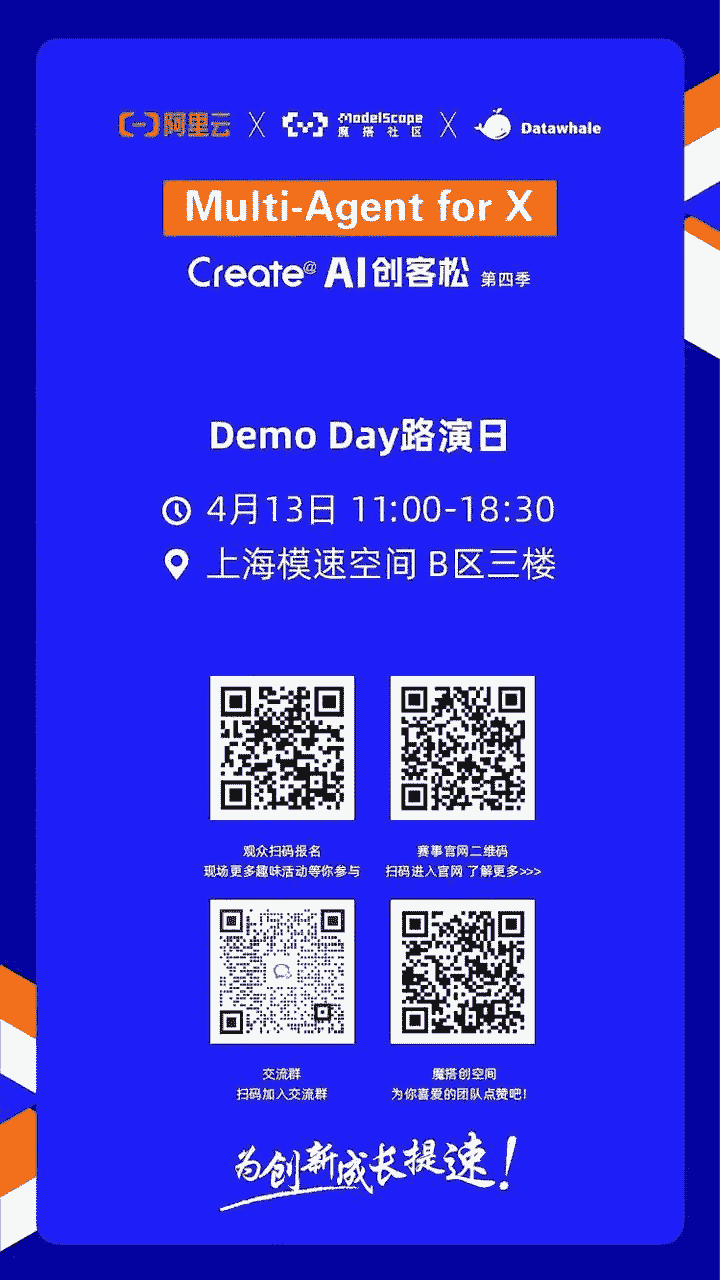 阿里云 X ModelScope 魔搭社区 X Datawhale
Multi-Agent for X
Create@ AI创客松 第四季
Demo Day路演日
4月13日 11:00-18:30
上海模速空间 B区三楼
观众扫码报名
现场更多趣味活动等你参与
赛事官网二维码
扫码进入官网 了解更多>>>
交流群
扫码加入交流群
魔搭创空间
为你喜爱的团队点赞吧!
为创新成长提速!